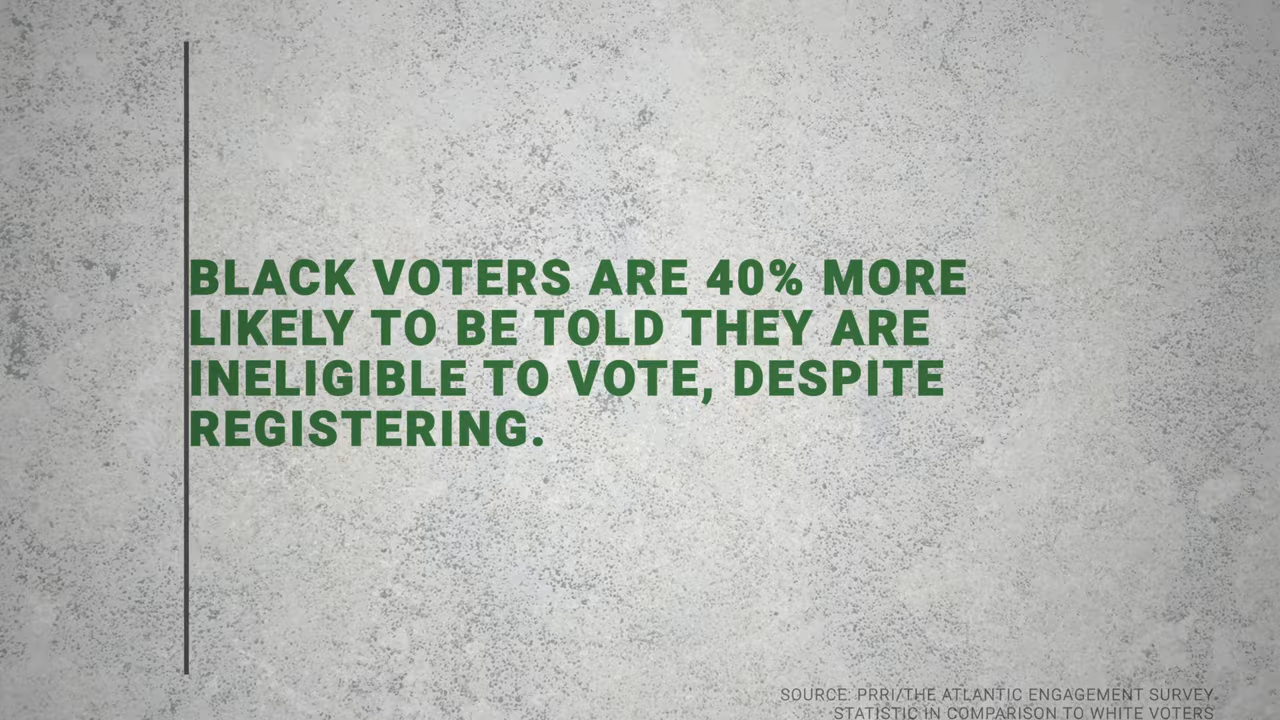 BLACK VOTERS ARE 40% MORE
LIKELY TO BE TOLD THEY ARE
INELIGIBLE TO VOTE, DESPITE
REGISTERING.
SOURCE: PRRI/THE ATLANTIC ENGAGEMENT SURVEY.
STATISTIC IN COMPARISON TO WHITE VOTERS